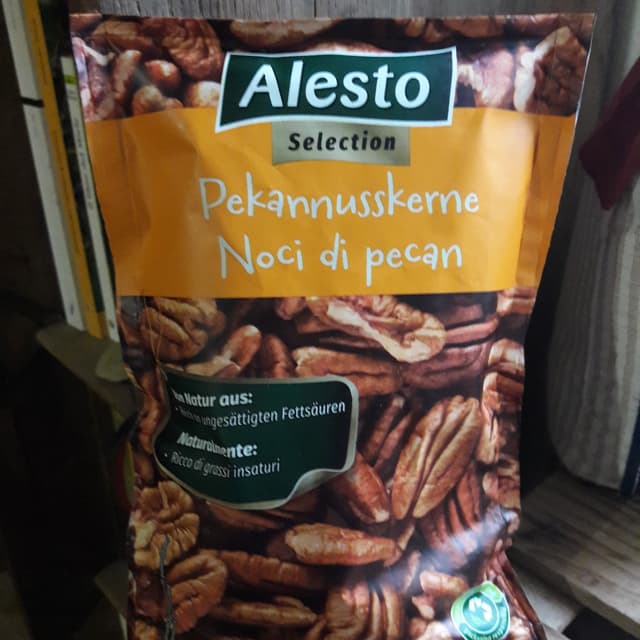 Alesto
Selection
Pekannusskerne
Noci di pecan
Natur aus:
ungesättigten Fettsäuren
Naturalmente:
• Ricco di grassi insaturi